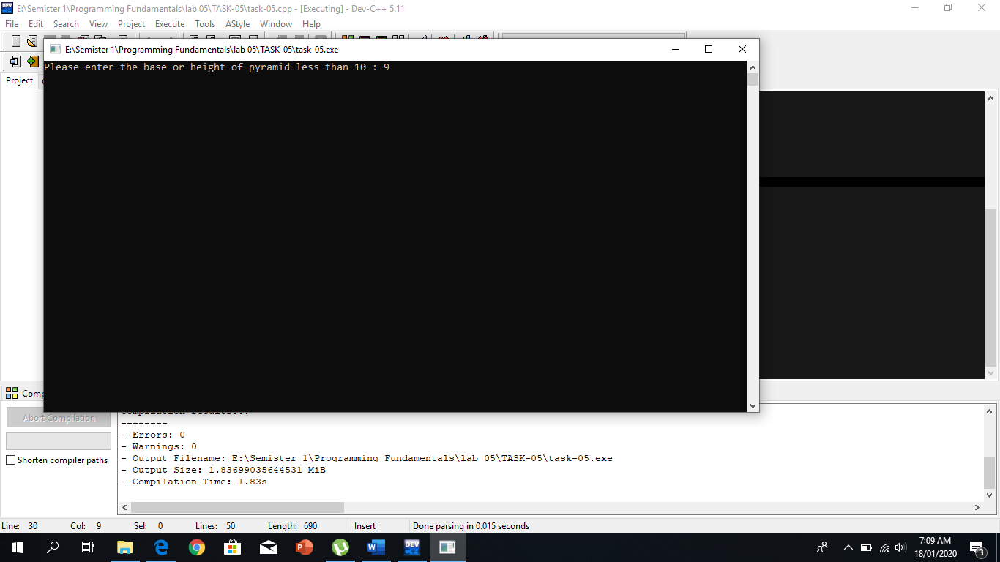 E:\Semister 1\Programming Fundamentals\lab 05\TASK-05\task-05.cpp - [Executing] - Dev-C++ 5.11
File Edit Search View Project Execute Tools AStyle Window Help
E:\Semister 1\Programming Fundamentals\lab 05\TASK-05\task-05.exe
Please enter the base or height of pyramid less than 10 : 9
Project
Abort Compilation
Shorten compiler paths
Compilation results...
--------
- Errors: 0
- Warnings: 0
- Output Filename: E:\Semister 1\Programming Fundamentals\lab 05\TASK-05\task-05.exe
- Output Size: 1.83699035644531 MiB
- Compilation Time: 1.83s
Line: 30 Col: 9 Sel: 0 Lines: 50 Length: 690 Insert Done parsing in 0.015 seconds
7:09 AM
18/01/2020
3